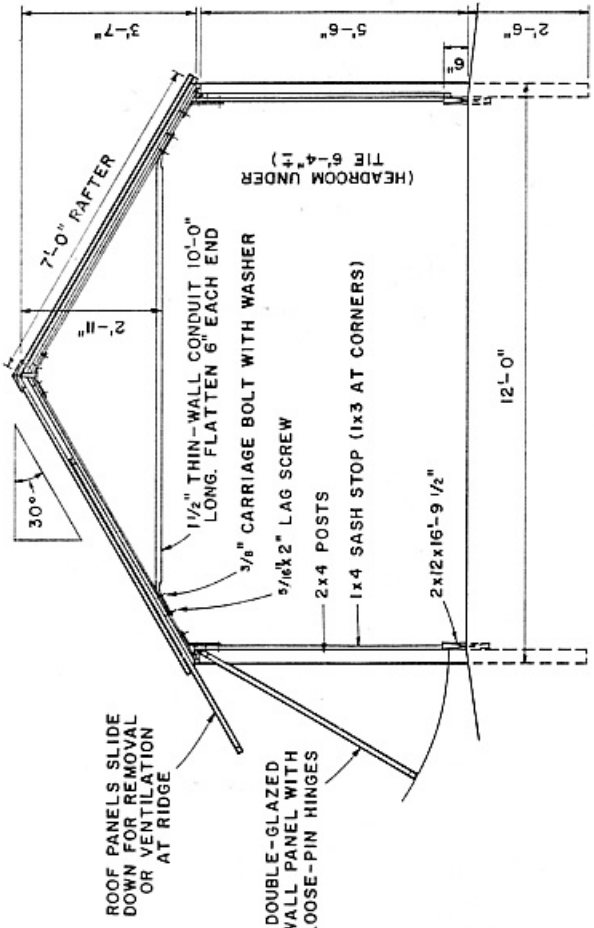 3'-7"
5'-6"
2'-6"
6"
7'-0" RAFTER
2'-11"
(HEADROOM UNDER
TIE 6'-4"±)
30°
1 1/2" THIN-WALL CONDUIT 10'-0"
LONG. FLATTEN 6" EACH END
3/8" CARRIAGE BOLT WITH WASHER
5/16"x2" LAG SCREW
2x4 POSTS
1x4 SASH STOP (1x3 AT CORNERS)
2x12x16'-9 1/2"
12'-0"
ROOF PANELS SLIDE
DOWN FOR REMOVAL
OR VENTILATION
AT RIDGE
DOUBLE-GLAZED
WALL PANEL WITH
LOOSE-PIN HINGES